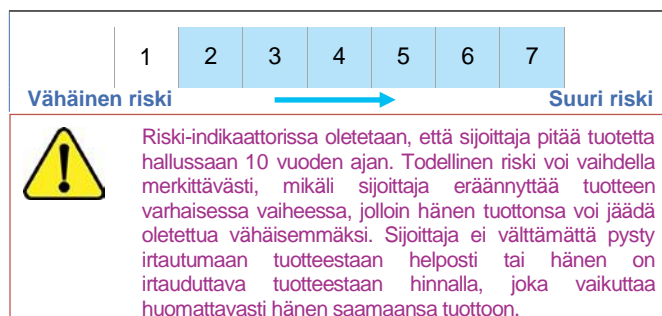 1 2 3 4 5 6 7
Vähäinen riski Suuri riski
Riski-indikaattorissa oletetaan, että sijoittaja pitää tuotetta
hallussaan 10 vuoden ajan. Todellinen riski voi vaihdella
merkittävästi, mikäli sijoittaja eräännyttää tuotteen
varhaisessa vaiheessa, jolloin hänen tuottonsa voi jäädä
oletettua vähäisemmäksi. Sijoittaja ei välttämättä pysty
irtautumaan tuotteestaan helposti tai hänen on
irtauduttava tuotteestaan hinnalla, joka vaikuttaa
huomattavasti hänen saamaansa tuottoon.